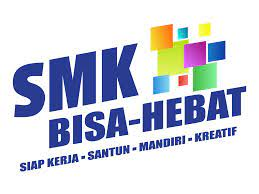 SMK
BISA-HEBAT
SIAP KERJA - SANTUN - MANDIRI - KREATIF